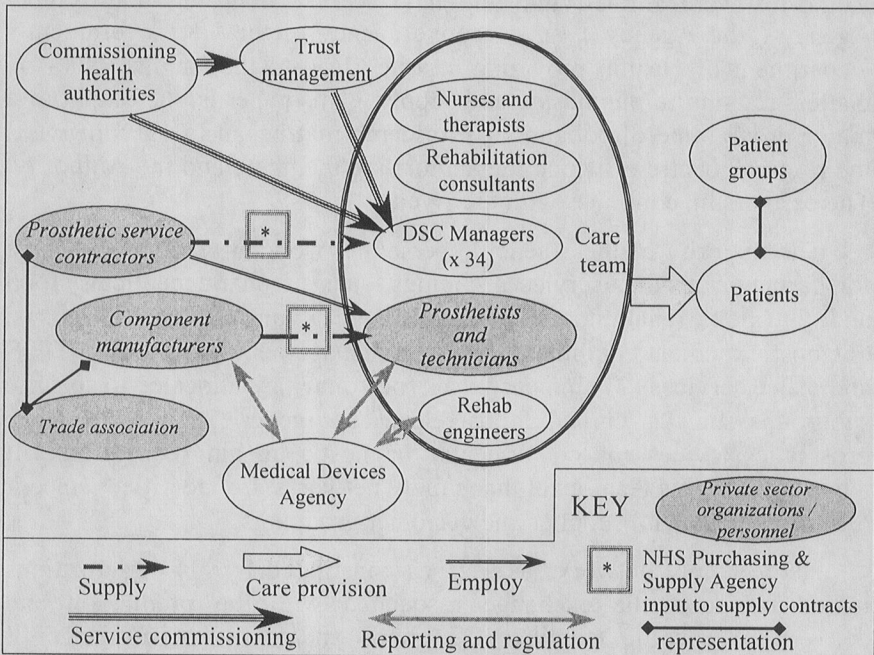 Commissioning
health
authorities
Trust
management
Nurses and
therapists
Rehabilitation
consultants
Patient
groups
Prosthetic service
contractors
*
DSC Managers
(x 34)
Care
team
Patients
Component
manufacturers
*
Prosthetists
and
technicians
Trade association
Rehab
engineers
Medical Devices
Agency
KEY
Private sector
organizations /
personnel
Supply
Care provision
Employ
*
NHS Purchasing &
Supply Agency
input to supply contracts
Service commissioning
Reporting and regulation
representation